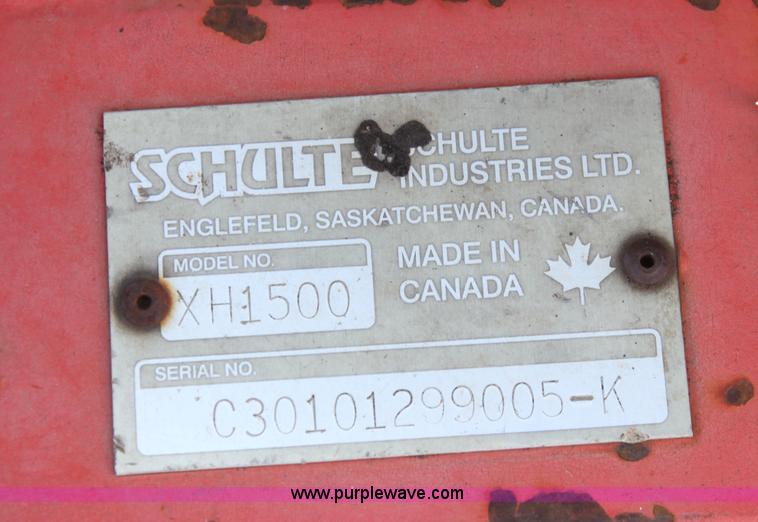 SCHULTE
SCHULTE
INDUSTRIES LTD.
ENGLEFELD, SASKATCHEWAN, CANADA.
MODEL NO.
XH1500
MADE IN
CANADA
SERIAL NO.
C30101299005-K
www.purplewave.com